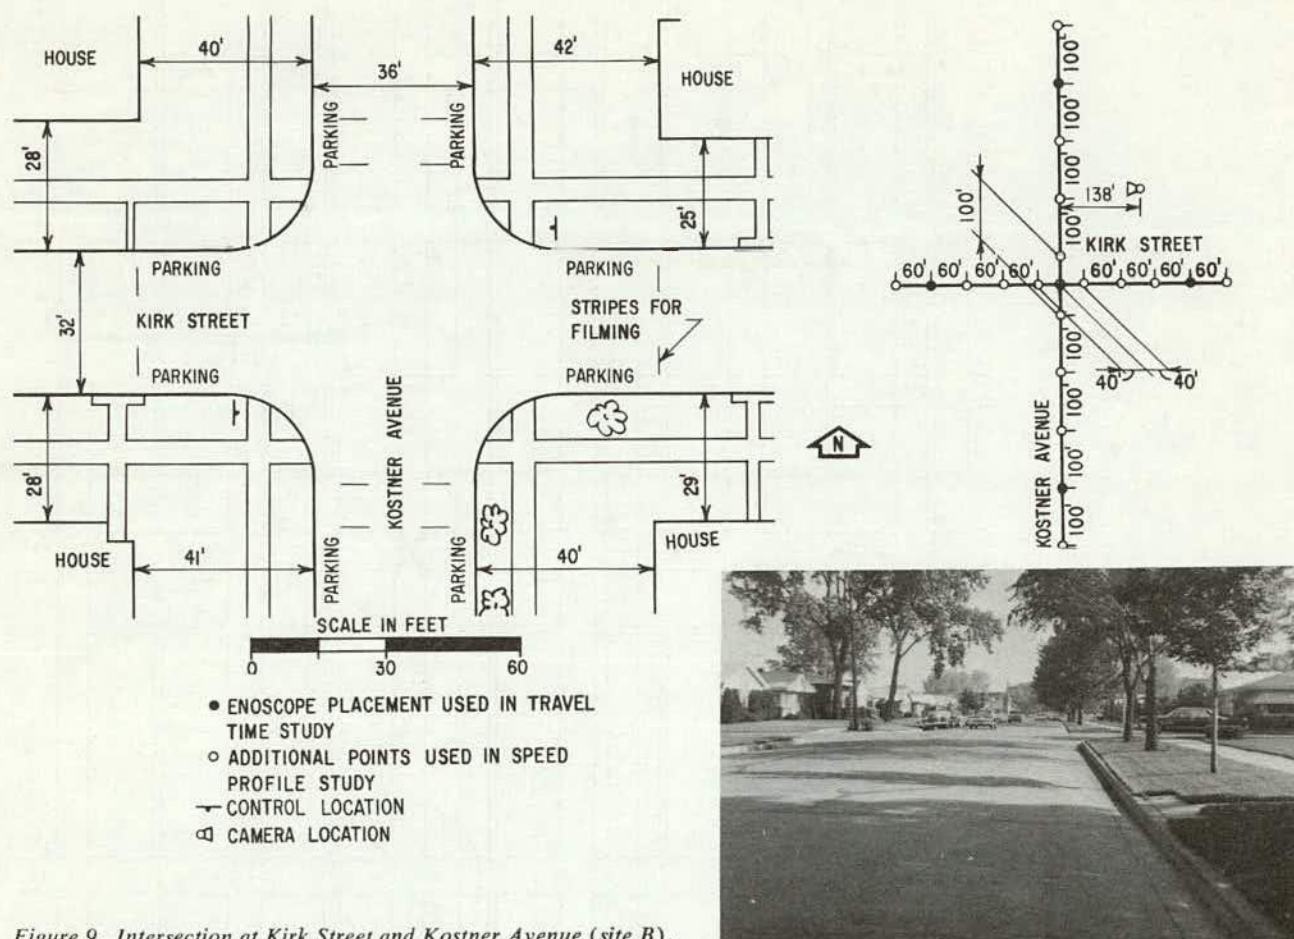 HOUSE
40'
42'
HOUSE
36'
PARKING
PARKING
28'
25'
PARKING
PARKING
32'
KIRK STREET
STRIPES FOR
FILMING
PARKING
PARKING
KOSTNER AVENUE
28'
29'
HOUSE
41'
PARKING
PARKING
40'
HOUSE
SCALE IN FEET
0 30 60
ENOSCOPE PLACEMENT USED IN TRAVEL
TIME STUDY
ADDITIONAL POINTS USED IN SPEED
PROFILE STUDY
CONTROL LOCATION
CAMERA LOCATION
N
100'
100'
100'
100'
138'
100'
KIRK STREET
60' 60' 60' 60' 60' 60' 60' 60'
100'
100'
100'
100'
100'
40' 40'
KOSTNER AVENUE
Figure 9. Intersection at Kirk Street and Kostner Avenue (site B).